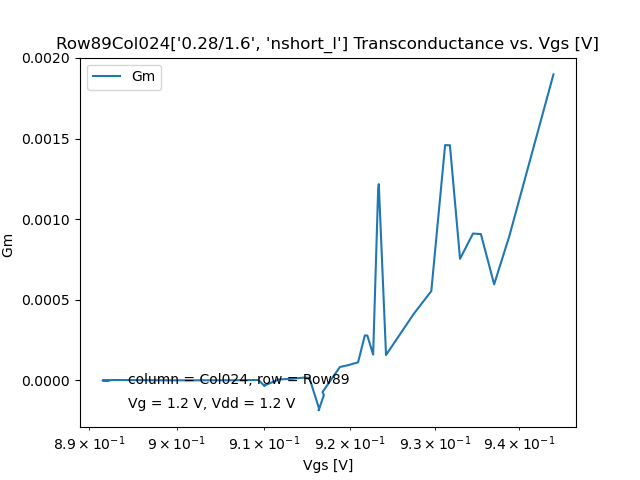 Row89Col024['0.28/1.6', 'nshort_l'] Transconductance vs. Vgs [V]
Gm
0.0020
0.0015
0.0010
0.0005
0.0000
Gm
column = Col024, row = Row89
Vg = 1.2 V, Vdd = 1.2 V
8.9 × 10⁻¹ 9 × 10⁻¹ 9.1 × 10⁻¹ 9.2 × 10⁻¹ 9.3 × 10⁻¹ 9.4 × 10⁻¹
Vgs [V]